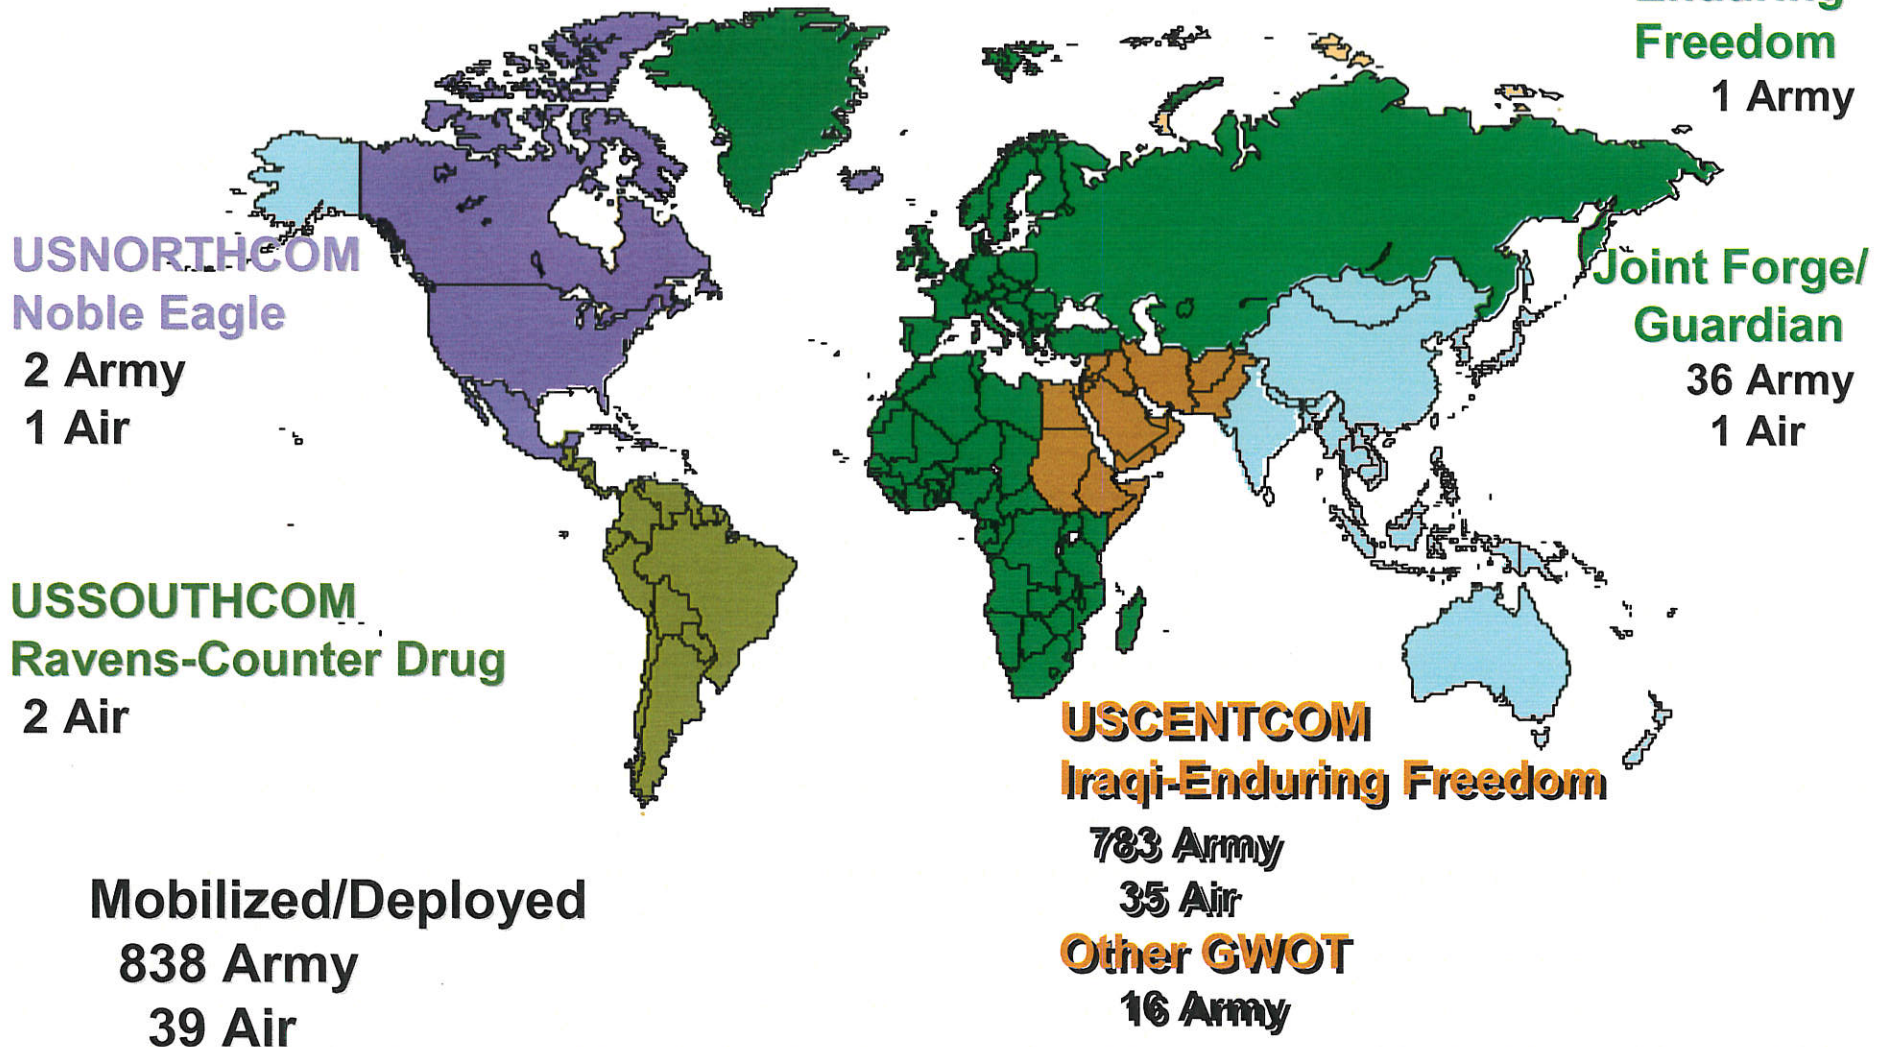 Enduring
Freedom
1 Army
USNORTHCOM
Noble Eagle
2 Army
1 Air
Joint Forge/
Guardian
36 Army
1 Air
USSOUTHCOM
Ravens-Counter Drug
2 Air
USCENTCOM
Iraqi-Enduring Freedom
783 Army
35 Air
Other GWOT
16 Army
Mobilized/Deployed
838 Army
39 Air